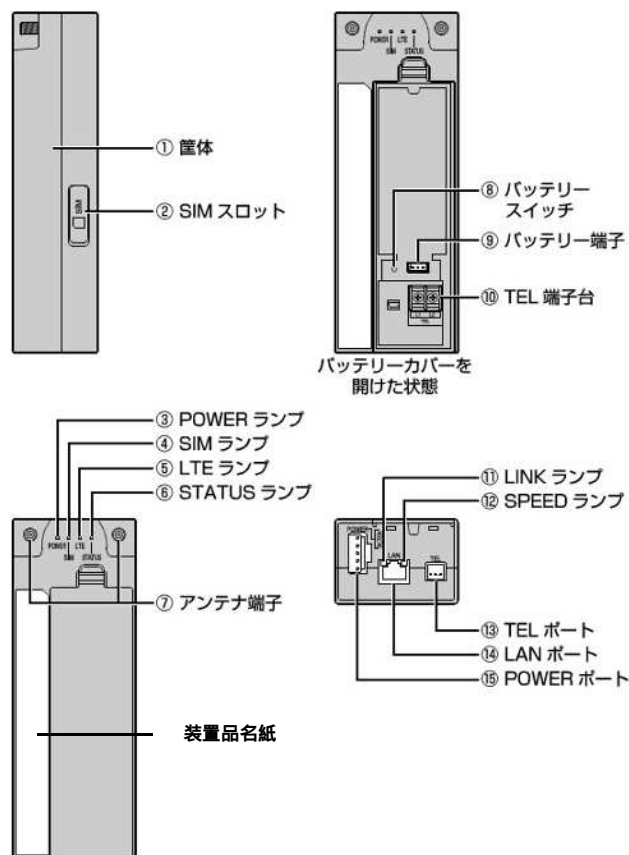 ① 筐体
SIM
② SIM スロット
POWER LTE
SIM STATUS
⑧ バッテリー
スイッチ
⑨ バッテリー端子
⑩ TEL 端子台
L1 L2
TEL
バッテリーカバーを
開けた状態
③ POWER ランプ
④ SIM ランプ
⑤ LTE ランプ
⑥ STATUS ランプ
POWER LTE
SIM STATUS
⑦ アンテナ端子
装置品名紙
⑪ LINK ランプ
⑫ SPEED ランプ
POWER
LAN
TEL
⑬ TEL ポート
⑭ LAN ポート
⑮ POWER ポート